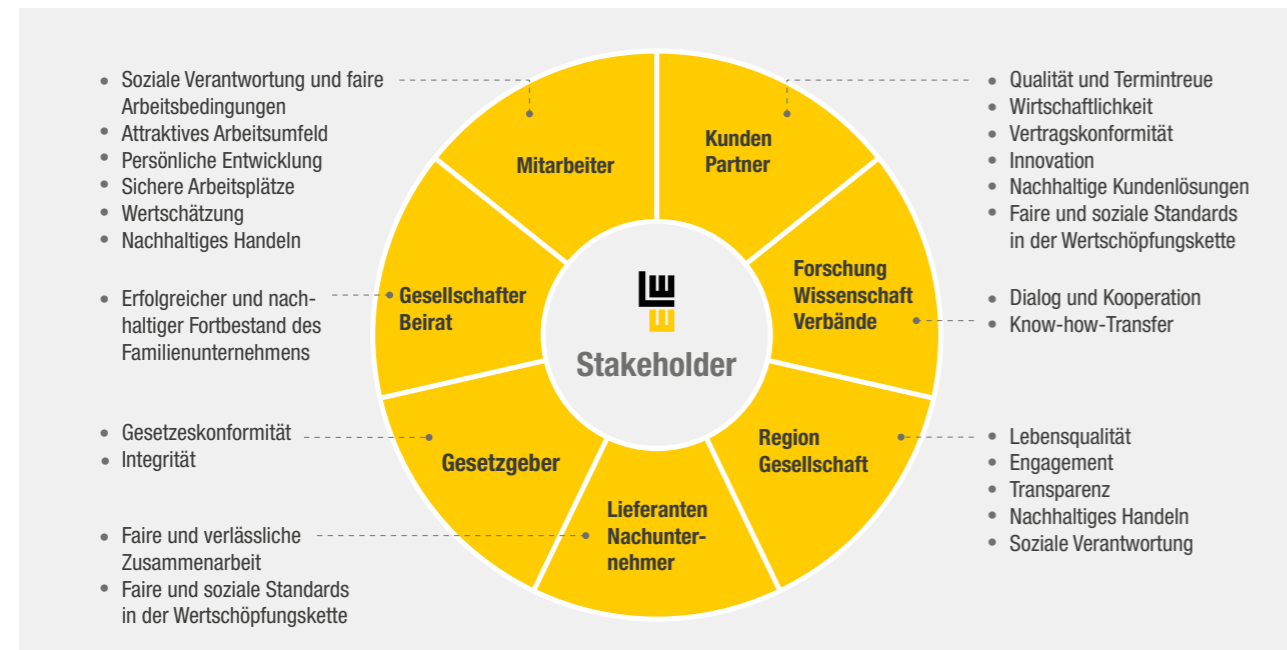 • Soziale Verantwortung und faire
Arbeitsbedingungen
• Attraktives Arbeitsumfeld
• Persönliche Entwicklung
• Sichere Arbeitsplätze
• Wertschätzung
• Nachhaltiges Handeln
• Erfolgreicher und nach-
haltiger Fortbestand des
Familienunternehmens
• Gesetzeskonformität
• Integrität
• Faire und verlässliche
Zusammenarbeit
• Faire und soziale Standards
in der Wertschöpfungskette
Mitarbeiter
Kunden
Partner
Gesellschafter
Beirat
Forschung
Wissenschaft
Verbände
Stakeholder
Gesetzgeber
Region
Gesellschaft
Lieferanten
Nachunter-
nehmer
• Qualität und Termintreue
• Wirtschaftlichkeit
• Vertragskonformität
• Innovation
• Nachhaltige Kundenlösungen
• Faire und soziale Standards
in der Wertschöpfungskette
• Dialog und Kooperation
• Know-how-Transfer
• Lebensqualität
• Engagement
• Transparenz
• Nachhaltiges Handeln
• Soziale Verantwortung